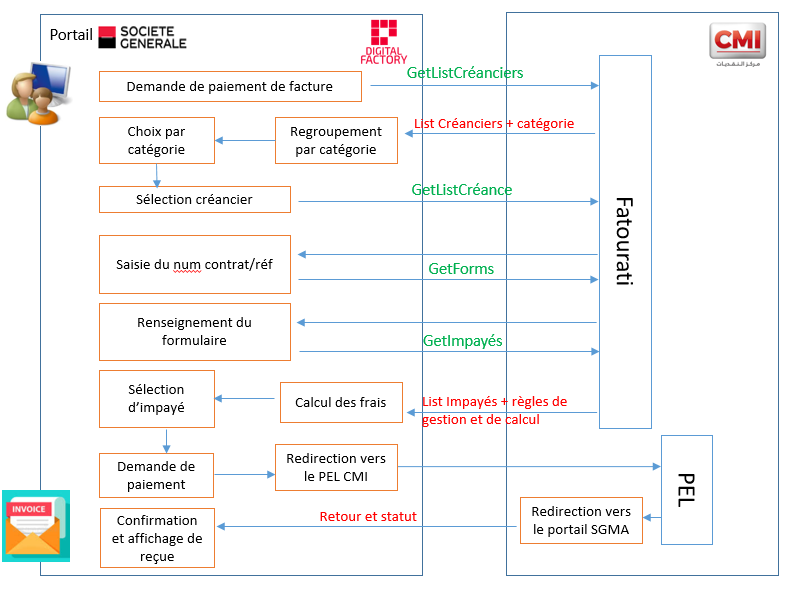 Portail
SOCIETE
GENERALE
DIGITAL
FACTORY
CMI
مركز النقديات
Demande de paiement de facture
GetListCréanciers
List Créanciers + catégorie
Regroupement
par catégorie
Choix par
catégorie
Sélection créancier
GetListCréance
Fatourati
Saisie du num contrat/réf
GetForms
Renseignement du
formulaire
GetImpayés
List Impayés + règles de
gestion et de calcul
Calcul des frais
Sélection
d'impayé
Demande de
paiement
Redirection vers
le PEL CMI
PEL
Redirection vers
le portail SGMA
Retour et statut
Confirmation
et affichage de
reçue
INVOICE